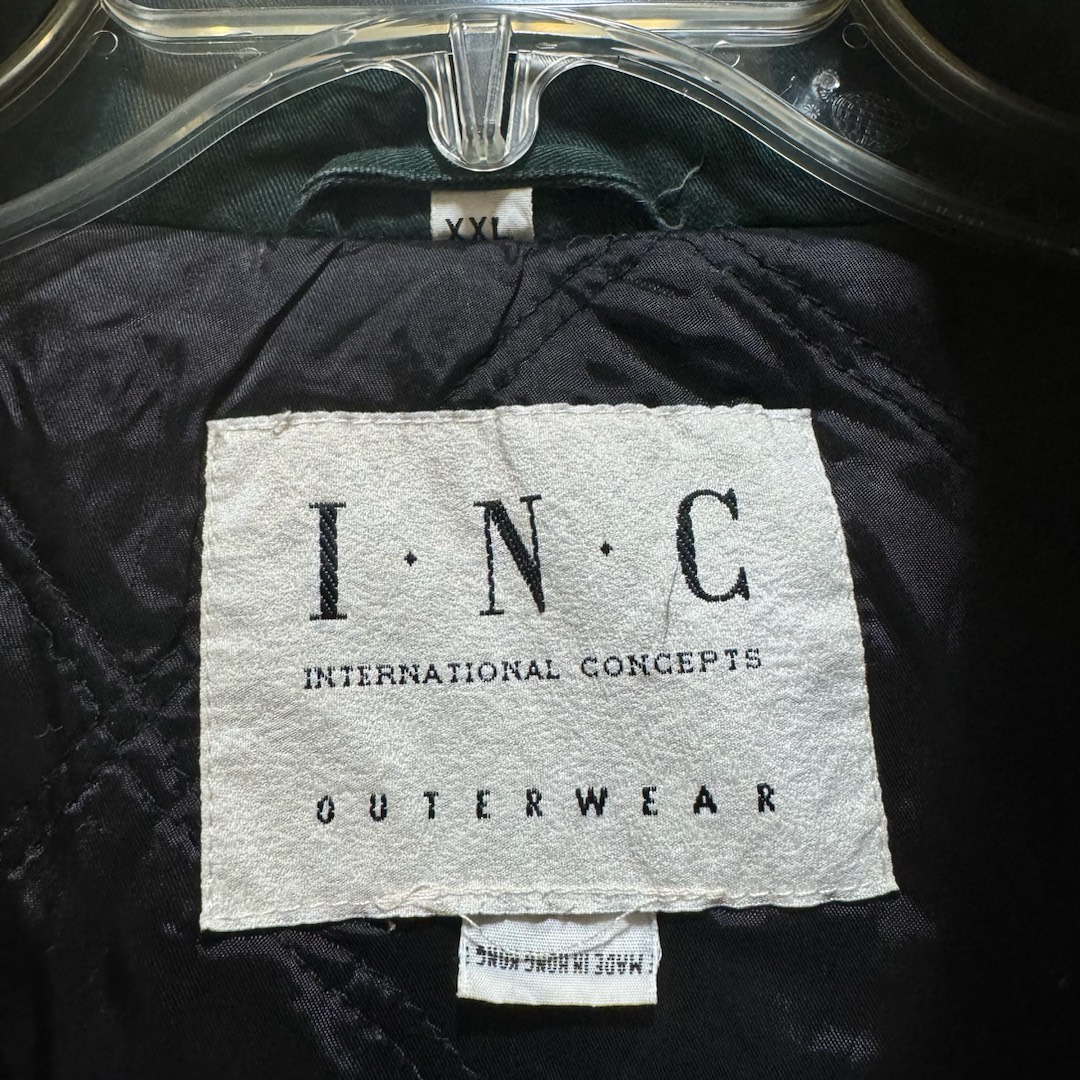 XXL
I·N·C
INTERNATIONAL CONCEPTS
OUTERWEAR
MADE IN HONG KONG